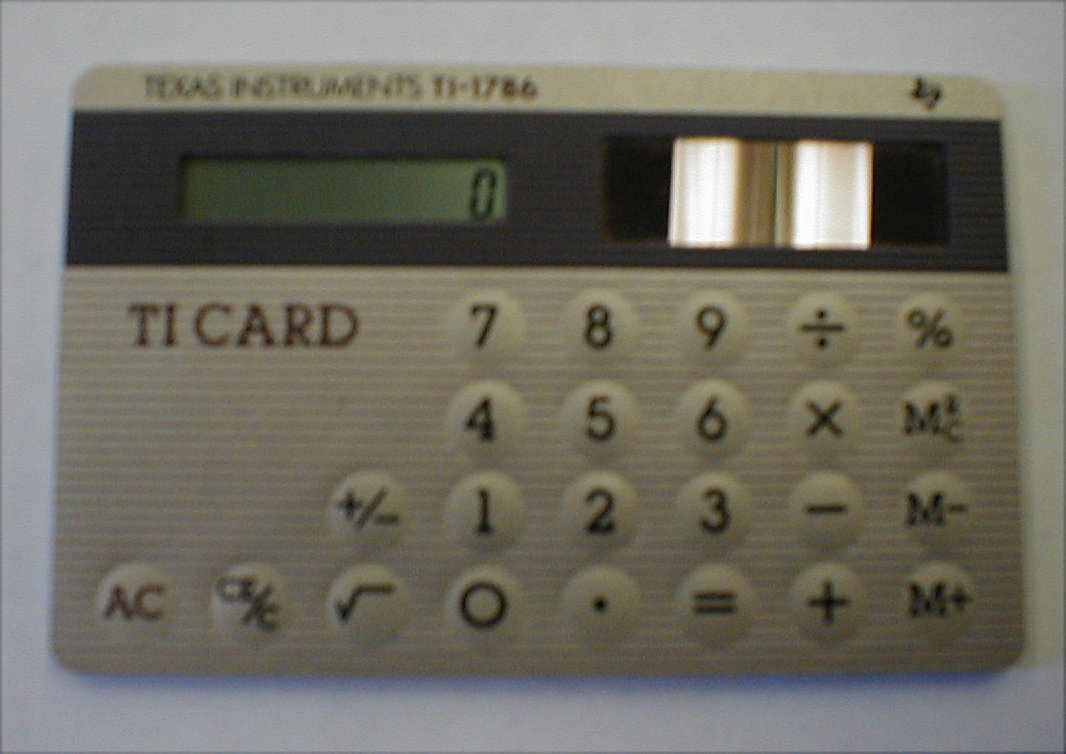 TEXAS INSTRUMENTS TI-1786
0
TI CARD
7 8 9 ÷ %
4 5 6 × MR/C
+/- 1 2 3 − M−
AC CE/C √ 0 . = + M+